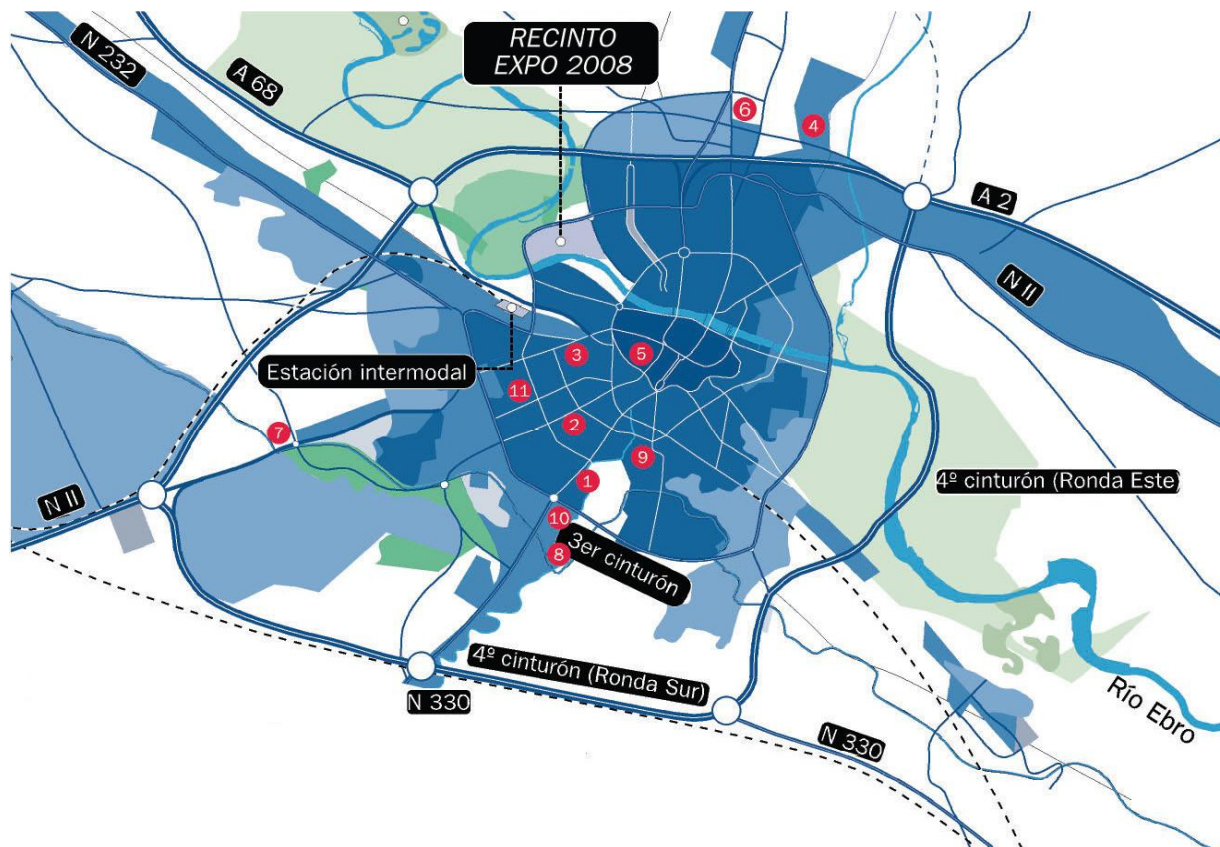 RECINTO
EXPO 2008
N 232
A 68
6
4
A 2
N II
3
5
Estación intermodal
11
2
7
9
1
4º cinturón (Ronda Este)
N II
10
3er cinturón
8
4º cinturón (Ronda Sur)
N 330
Río Ebro
N 330